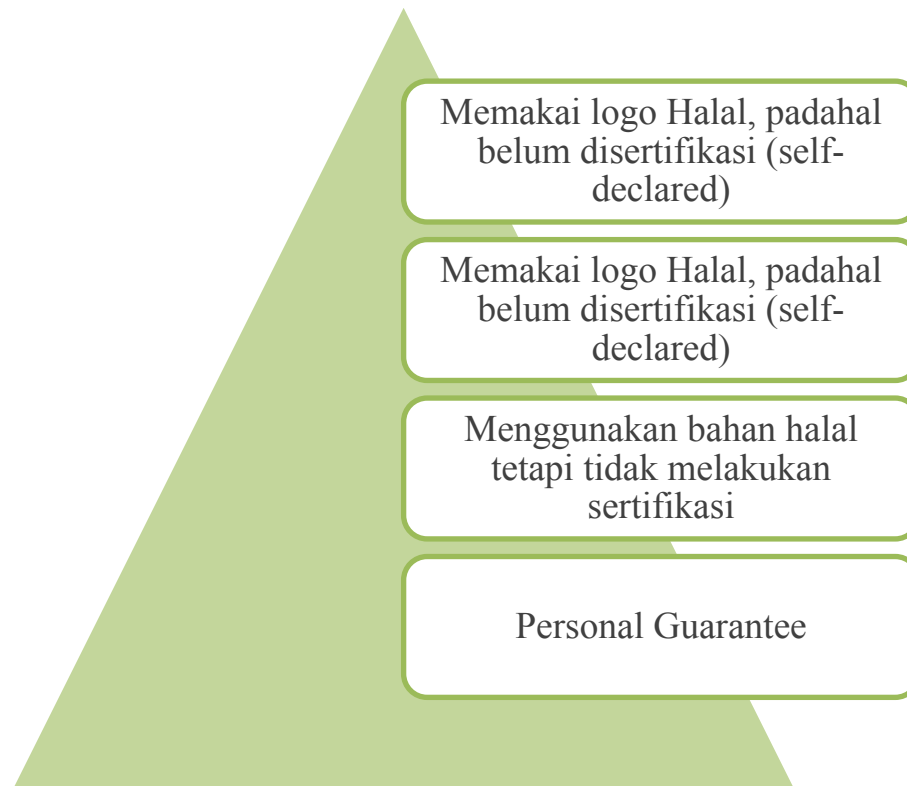 Memakai logo Halal, padahal
belum disertifikasi (self-
declared)
Memakai logo Halal, padahal
belum disertifikasi (self-
declared)
Menggunakan bahan halal
tetapi tidak melakukan
sertifikasi
Personal Guarantee